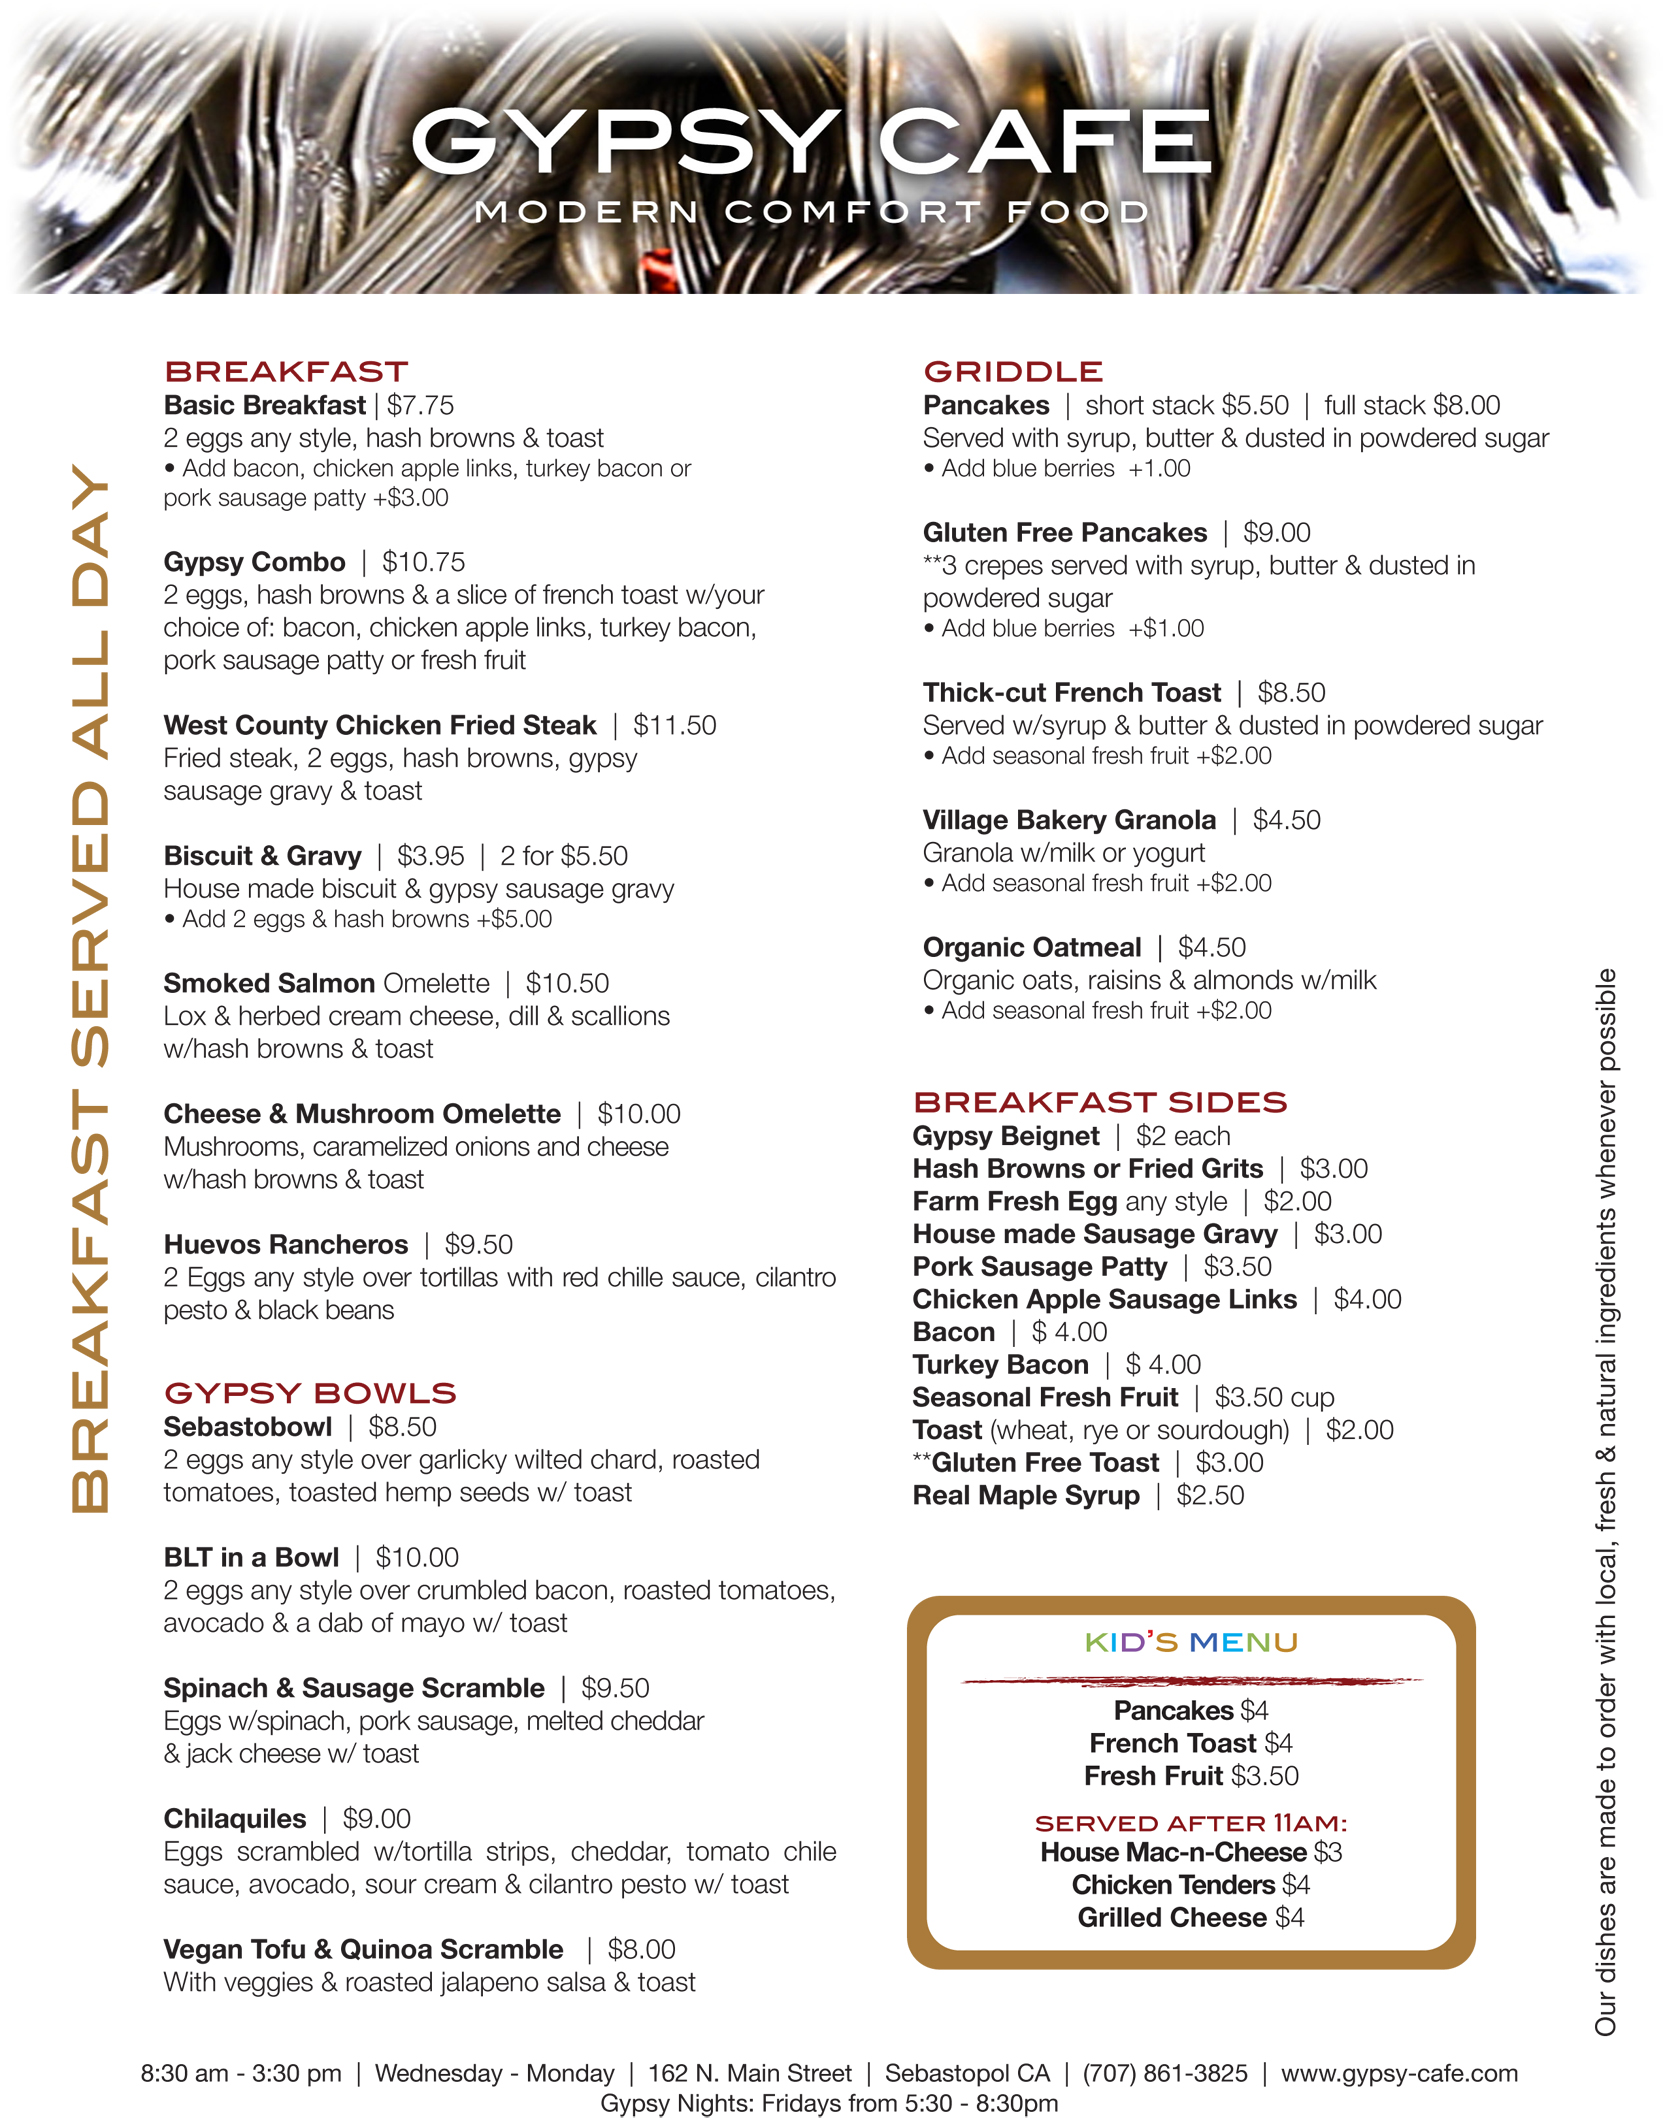 GYPSY CAFE
MODERN COMFORT FOOD
BREAKFAST SERVED ALL DAY
BREAKFAST
Basic Breakfast | $7.75
2 eggs any style, hash browns & toast
• Add bacon, chicken apple links, turkey bacon or
pork sausage patty +$3.00
Gypsy Combo | $10.75
2 eggs, hash browns & a slice of french toast w/your
choice of: bacon, chicken apple links, turkey bacon,
pork sausage patty or fresh fruit
West County Chicken Fried Steak | $11.50
Fried steak, 2 eggs, hash browns, gypsy
sausage gravy & toast
Biscuit & Gravy | $3.95 | 2 for $5.50
House made biscuit & gypsy sausage gravy
• Add 2 eggs & hash browns +$5.00
Smoked Salmon Omelette | $10.50
Lox & herbed cream cheese, dill & scallions
w/hash browns & toast
Cheese & Mushroom Omelette | $10.00
Mushrooms, caramelized onions and cheese
w/hash browns & toast
Huevos Rancheros | $9.50
2 Eggs any style over tortillas with red chille sauce, cilantro
pesto & black beans
GYPSY BOWLS
Sebastobowl | $8.50
2 eggs any style over garlicky wilted chard, roasted
tomatoes, toasted hemp seeds w/ toast
BLT in a Bowl | $10.00
2 eggs any style over crumbled bacon, roasted tomatoes,
avocado & a dab of mayo w/ toast
Spinach & Sausage Scramble | $9.50
Eggs w/spinach, pork sausage, melted cheddar
& jack cheese w/ toast
Chilaquiles | $9.00
Eggs scrambled w/tortilla strips, cheddar, tomato chile
sauce, avocado, sour cream & cilantro pesto w/ toast
Vegan Tofu & Quinoa Scramble | $8.00
With veggies & roasted jalapeno salsa & toast
GRIDDLE
Pancakes | short stack $5.50 | full stack $8.00
Served with syrup, butter & dusted in powdered sugar
• Add blue berries +1.00
Gluten Free Pancakes | $9.00
**3 crepes served with syrup, butter & dusted in
powdered sugar
• Add blue berries +$1.00
Thick-cut French Toast | $8.50
Served w/syrup & butter & dusted in powdered sugar
• Add seasonal fresh fruit +$2.00
Village Bakery Granola | $4.50
Granola w/milk or yogurt
• Add seasonal fresh fruit +$2.00
Organic Oatmeal | $4.50
Organic oats, raisins & almonds w/milk
• Add seasonal fresh fruit +$2.00
BREAKFAST SIDES
Gypsy Beignet | $2 each
Hash Browns or Fried Grits | $3.00
Farm Fresh Egg any style | $2.00
House made Sausage Gravy | $3.00
Pork Sausage Patty | $3.50
Chicken Apple Sausage Links | $4.00
Bacon | $ 4.00
Turkey Bacon | $ 4.00
Seasonal Fresh Fruit | $3.50 cup
Toast (wheat, rye or sourdough) | $2.00
**Gluten Free Toast | $3.00
Real Maple Syrup | $2.50
KID'S MENU
Pancakes $4
French Toast $4
Fresh Fruit $3.50
SERVED AFTER 11AM:
House Mac-n-Cheese $3
Chicken Tenders $4
Grilled Cheese $4
Our dishes are made to order with local, fresh & natural ingredients whenever possible
8:30 am - 3:30 pm | Wednesday - Monday | 162 N. Main Street | Sebastopol CA | (707) 861-3825 | www.gypsy-cafe.com
Gypsy Nights: Fridays from 5:30 - 8:30pm